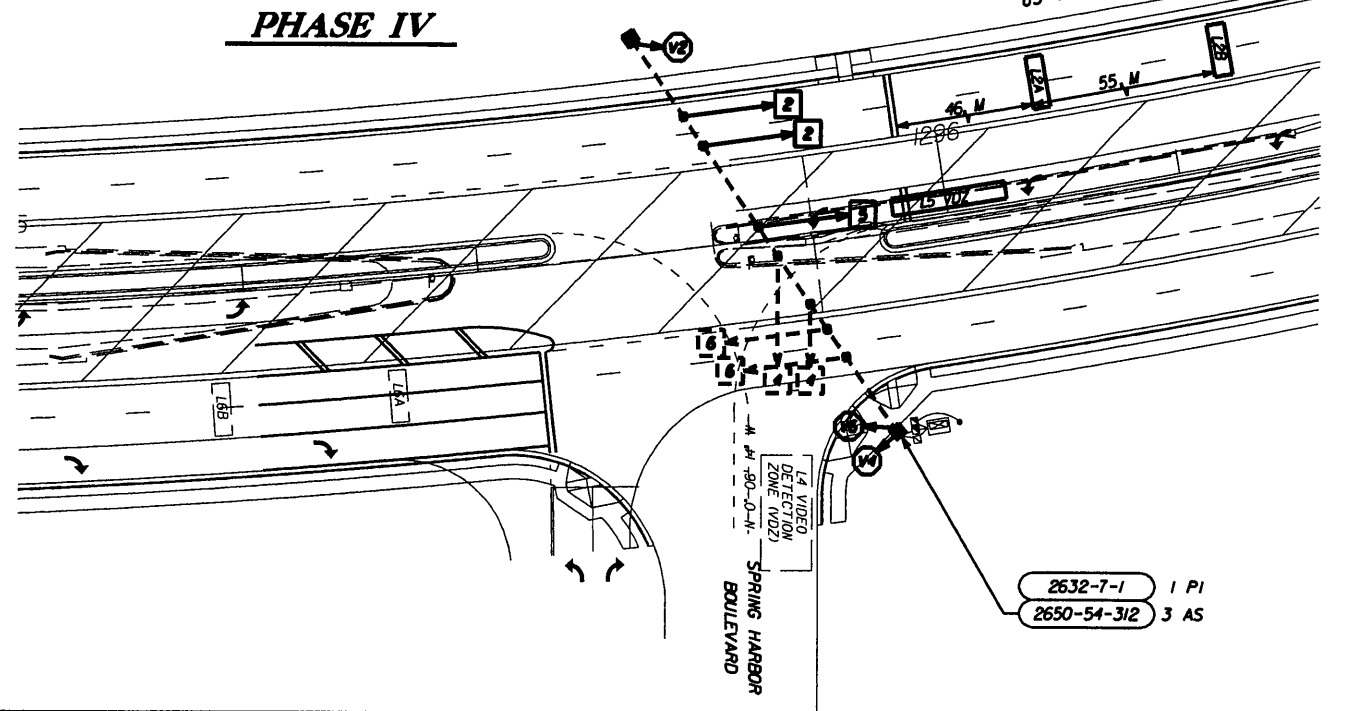 PHASE IV
V2
2
2
46 M
L2A
55 M
L2B
1296
5
L5 VDZ
6
6
4
4
L6B
L6A
V6
V4
L4 VIDEO
DETECTION
ZONE (VDZ)
SPRING HARBOR
BOULEVARD
2632-7-1 1 PI
2650-54-312 3 AS